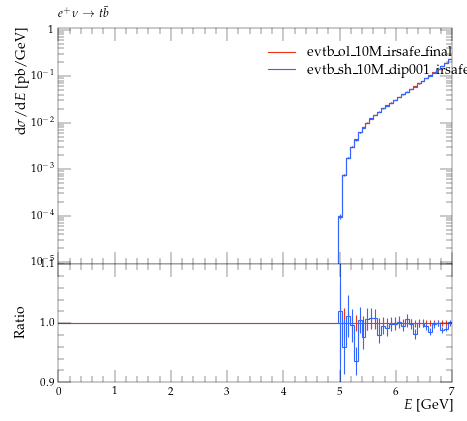 e⁺ν → tb̄
dσ/dE [pb/GeV]
1
10⁻¹
10⁻²
10⁻³
10⁻⁴
10⁻⁵
evtb_ol_10M_irsafe_final
evtb_sh_10M_dip001_irsafe
Ratio
1.1
1.0
0.9
0 1 2 3 4 5 6 7
E [GeV]